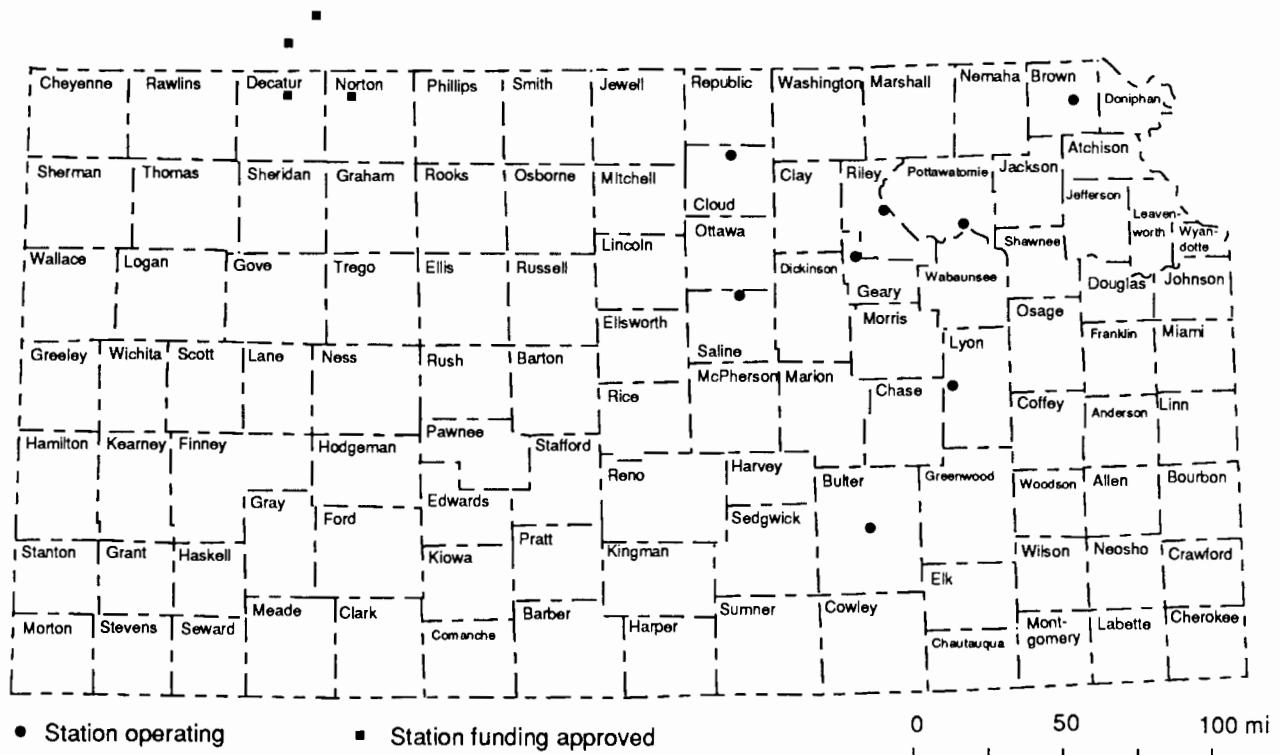 Cheyenne Rawlins Decatur Norton Phillips Smith Jewell Republic Washington Marshall Nemaha Brown
Doniphan
Atchison
Sherman Thomas Sheridan Graham Rooks Osborne Mitchell Clay Riley Pottawatomie Jackson
Jefferson
Cloud
Leaven-
worth
Wyan-
dotte
Ottawa
Lincoln
Shawnee
Wallace Logan Gove Trego Ellis Russell Dickinson Wabaunsee
Douglas Johnson
Geary
Osage
Ellsworth
Morris
Franklin Miami
Lyon
Saline
Greeley Wichita Scott Lane Ness Rush Barton
McPherson Marion
Chase
Rice
Coffey
Anderson
Linn
Pawnee
Hamilton Kearney Finney Hodgeman Stafford
Reno
Harvey
Butler
Greenwood
Woodson Allen Bourbon
Gray
Edwards
Ford
Sedgwick
Pratt
Stanton Grant Haskell Kiowa Kingman
Wilson Neosho Crawford
Elk
Meade Clark Barber Sumner Cowley
Morton Stevens Seward Comanche Harper
Chautauqua
Mont-
gomery
Labette Cherokee
Station operating Station funding approved
0 50 100 mi